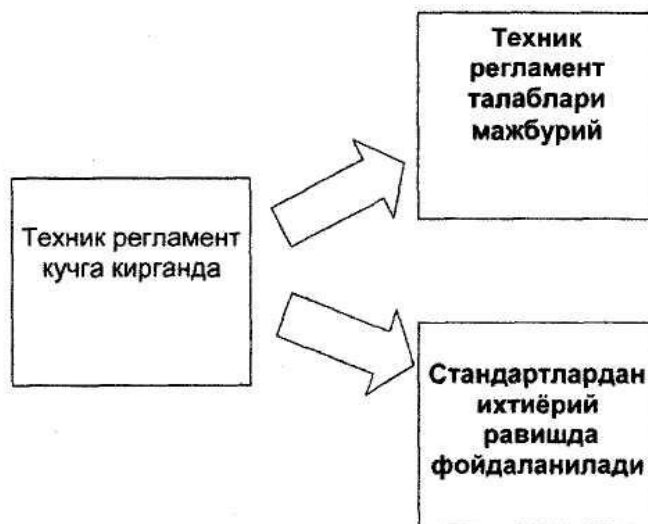 Техник
регламент
талаблари
мажбурий
Техник регламент
кучга кирганда
Стандартлардан
ихтиёрий
равишда
фойдаланилади